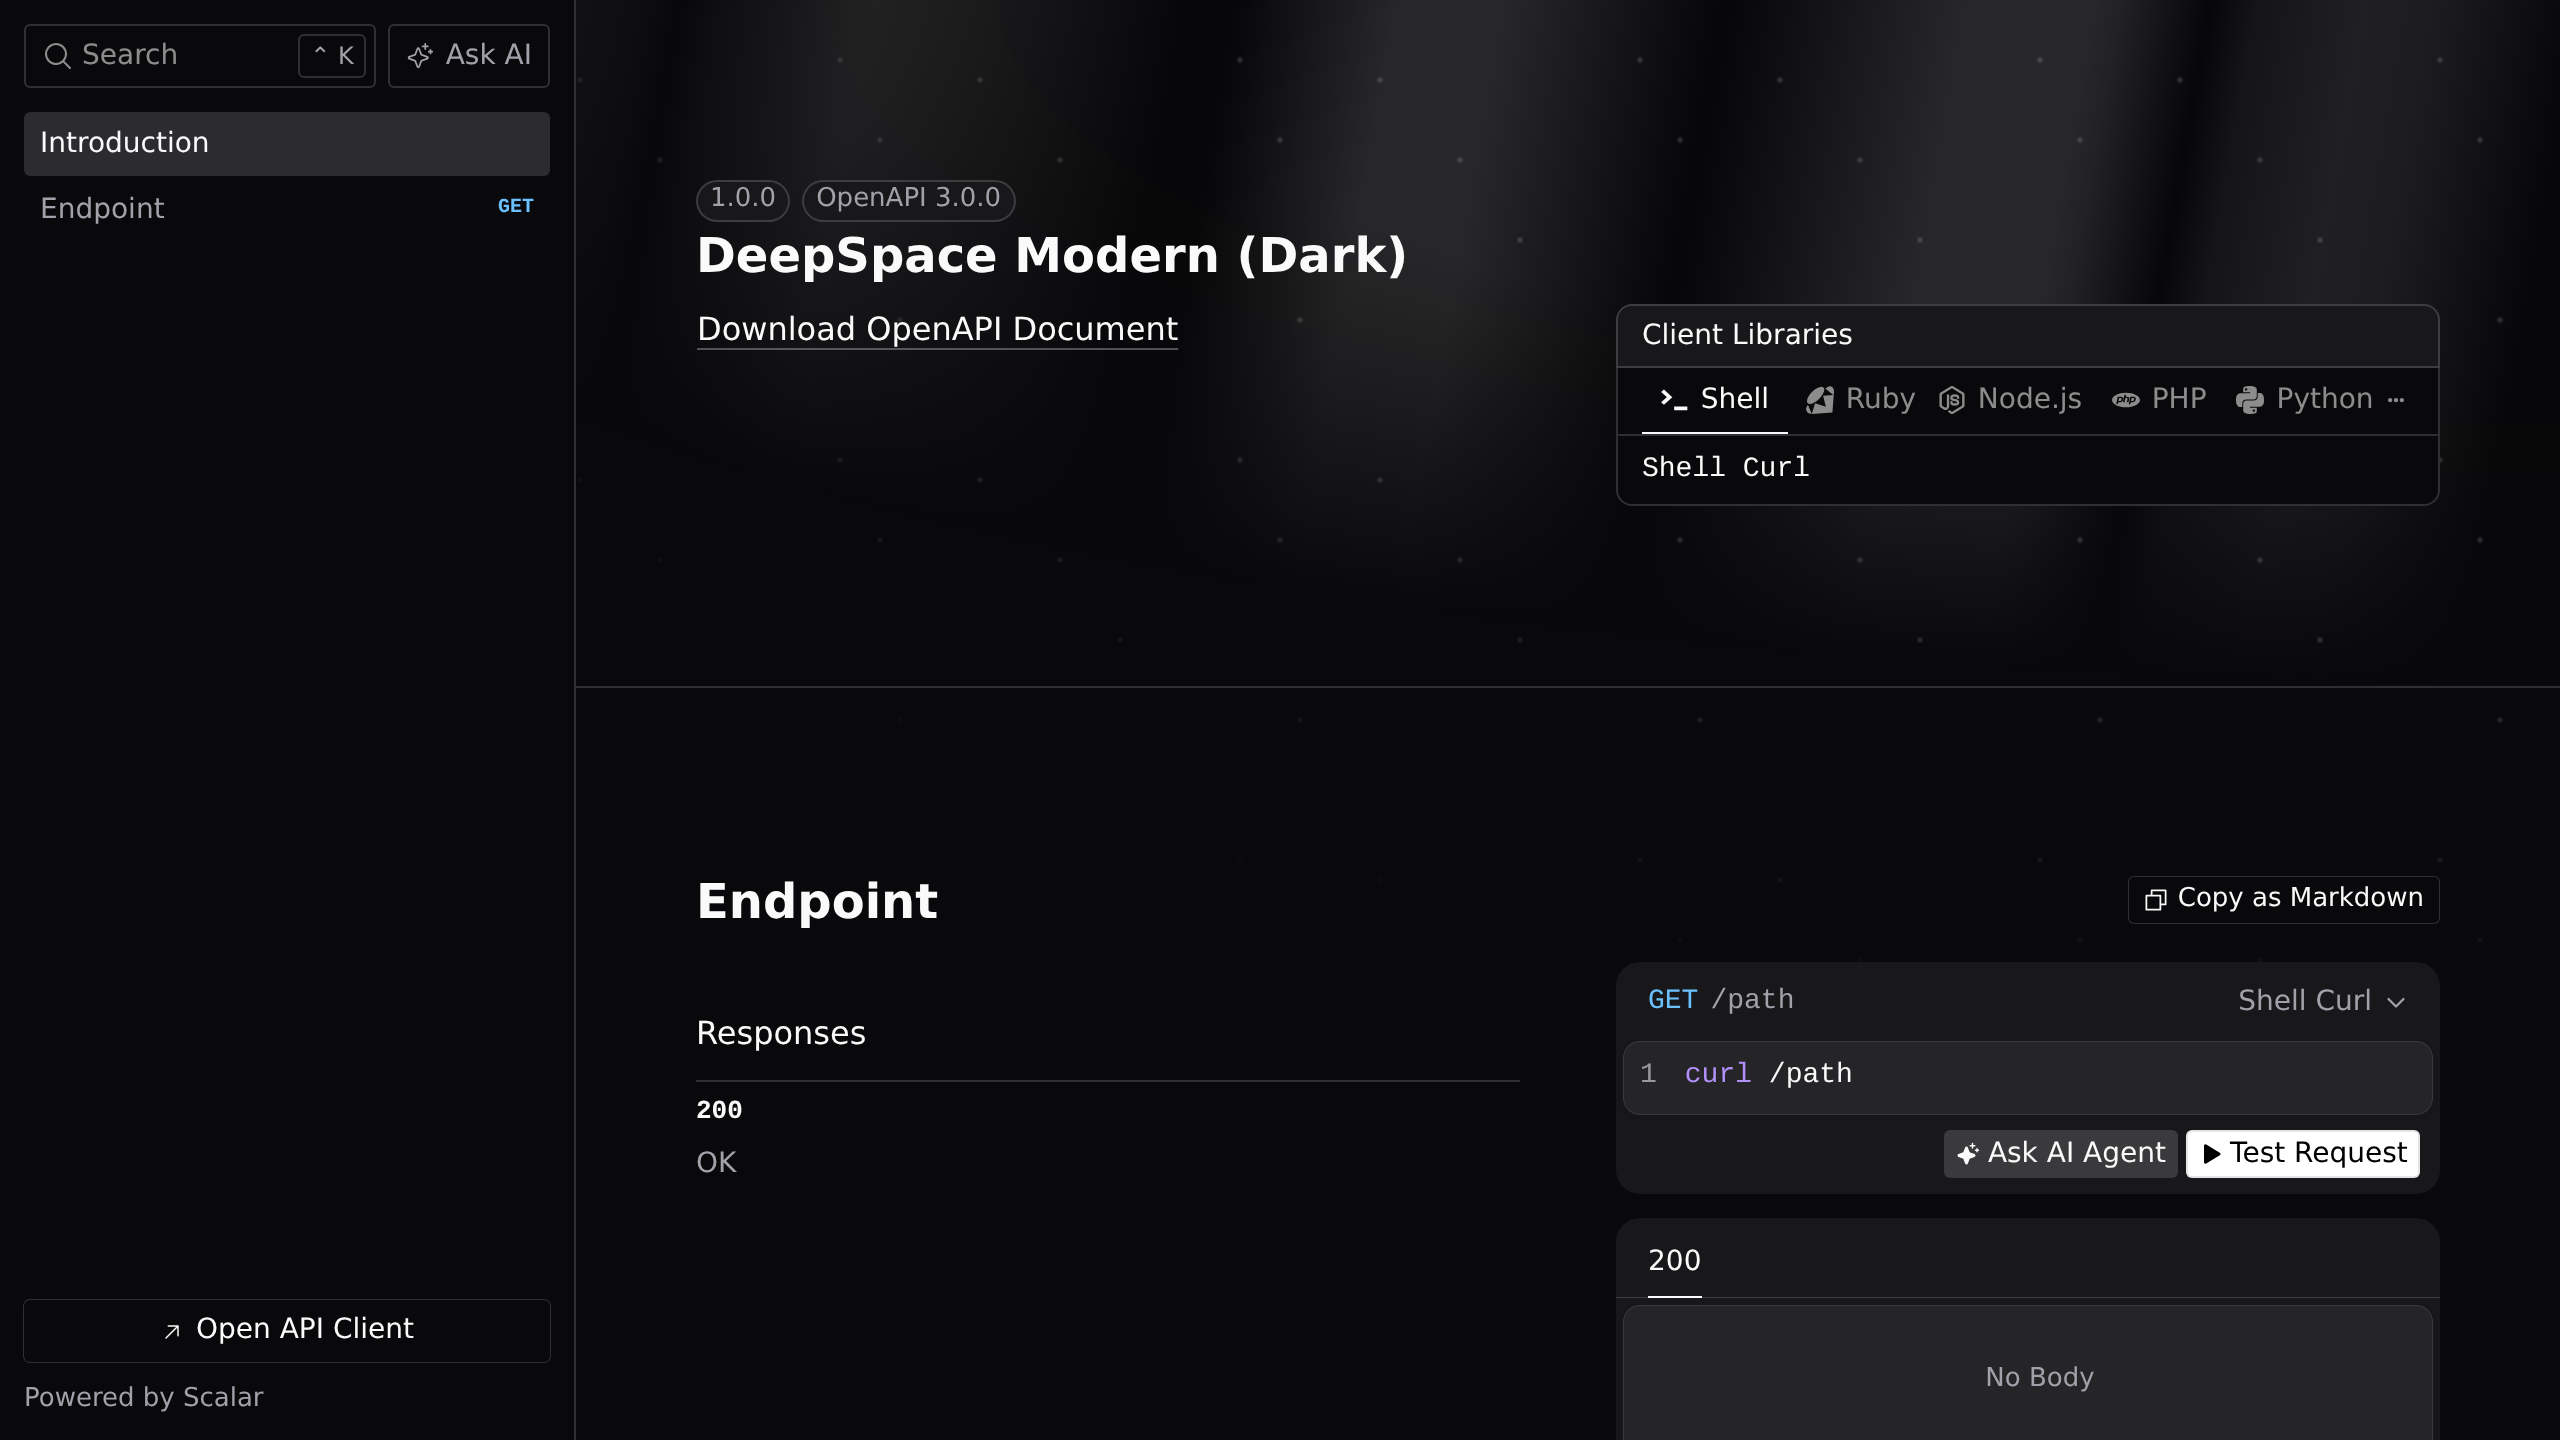 Search ⌃ K Ask AI
Introduction
Endpoint GET
Open API Client
Powered by Scalar
1.0.0 OpenAPI 3.0.0
DeepSpace Modern (Dark)
Download OpenAPI Document
Client Libraries
Shell Ruby Node.js PHP Python ···
Shell Curl
Endpoint
Copy as Markdown
Responses
200
OK
GET /path Shell Curl
1 curl /path
Ask AI Agent Test Request
200
No Body